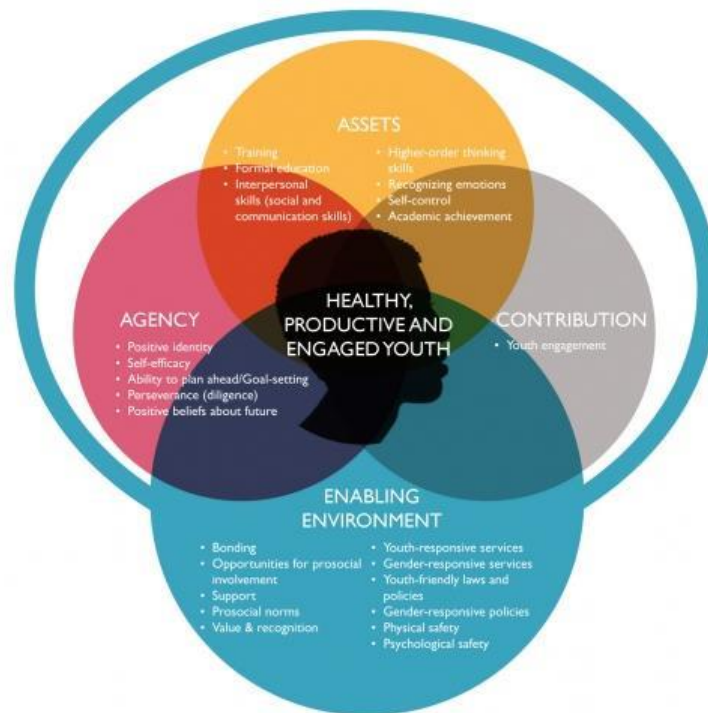 ASSETS
• Training
• Formal education
• Interpersonal
skills (social and
communication skills)
• Higher-order thinking
skills
• Recognizing emotions
• Self-control
• Academic achievement
HEALTHY,
PRODUCTIVE AND
ENGAGED YOUTH
AGENCY
• Positive identity
• Self-efficacy
• Ability to plan ahead/Goal-setting
• Perseverance (diligence)
• Positive beliefs about future
CONTRIBUTION
• Youth engagement
ENABLING
ENVIRONMENT
• Bonding
• Opportunities for prosocial
involvement
• Support
• Prosocial norms
• Value & recognition
• Youth-responsive services
• Gender-responsive services
• Youth-friendly laws and
policies
• Gender-responsive policies
• Physical safety
• Psychological safety